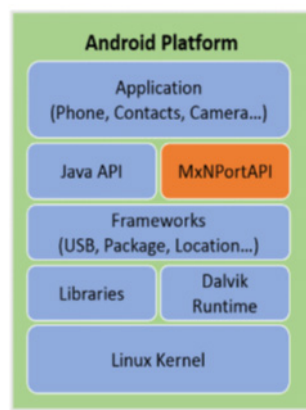 Android Platform
Application
(Phone, Contacts, Camera...)
Java API
MxNPortAPI
Frameworks
(USB, Package, Location...)
Libraries
Dalvik
Runtime
Linux Kernel